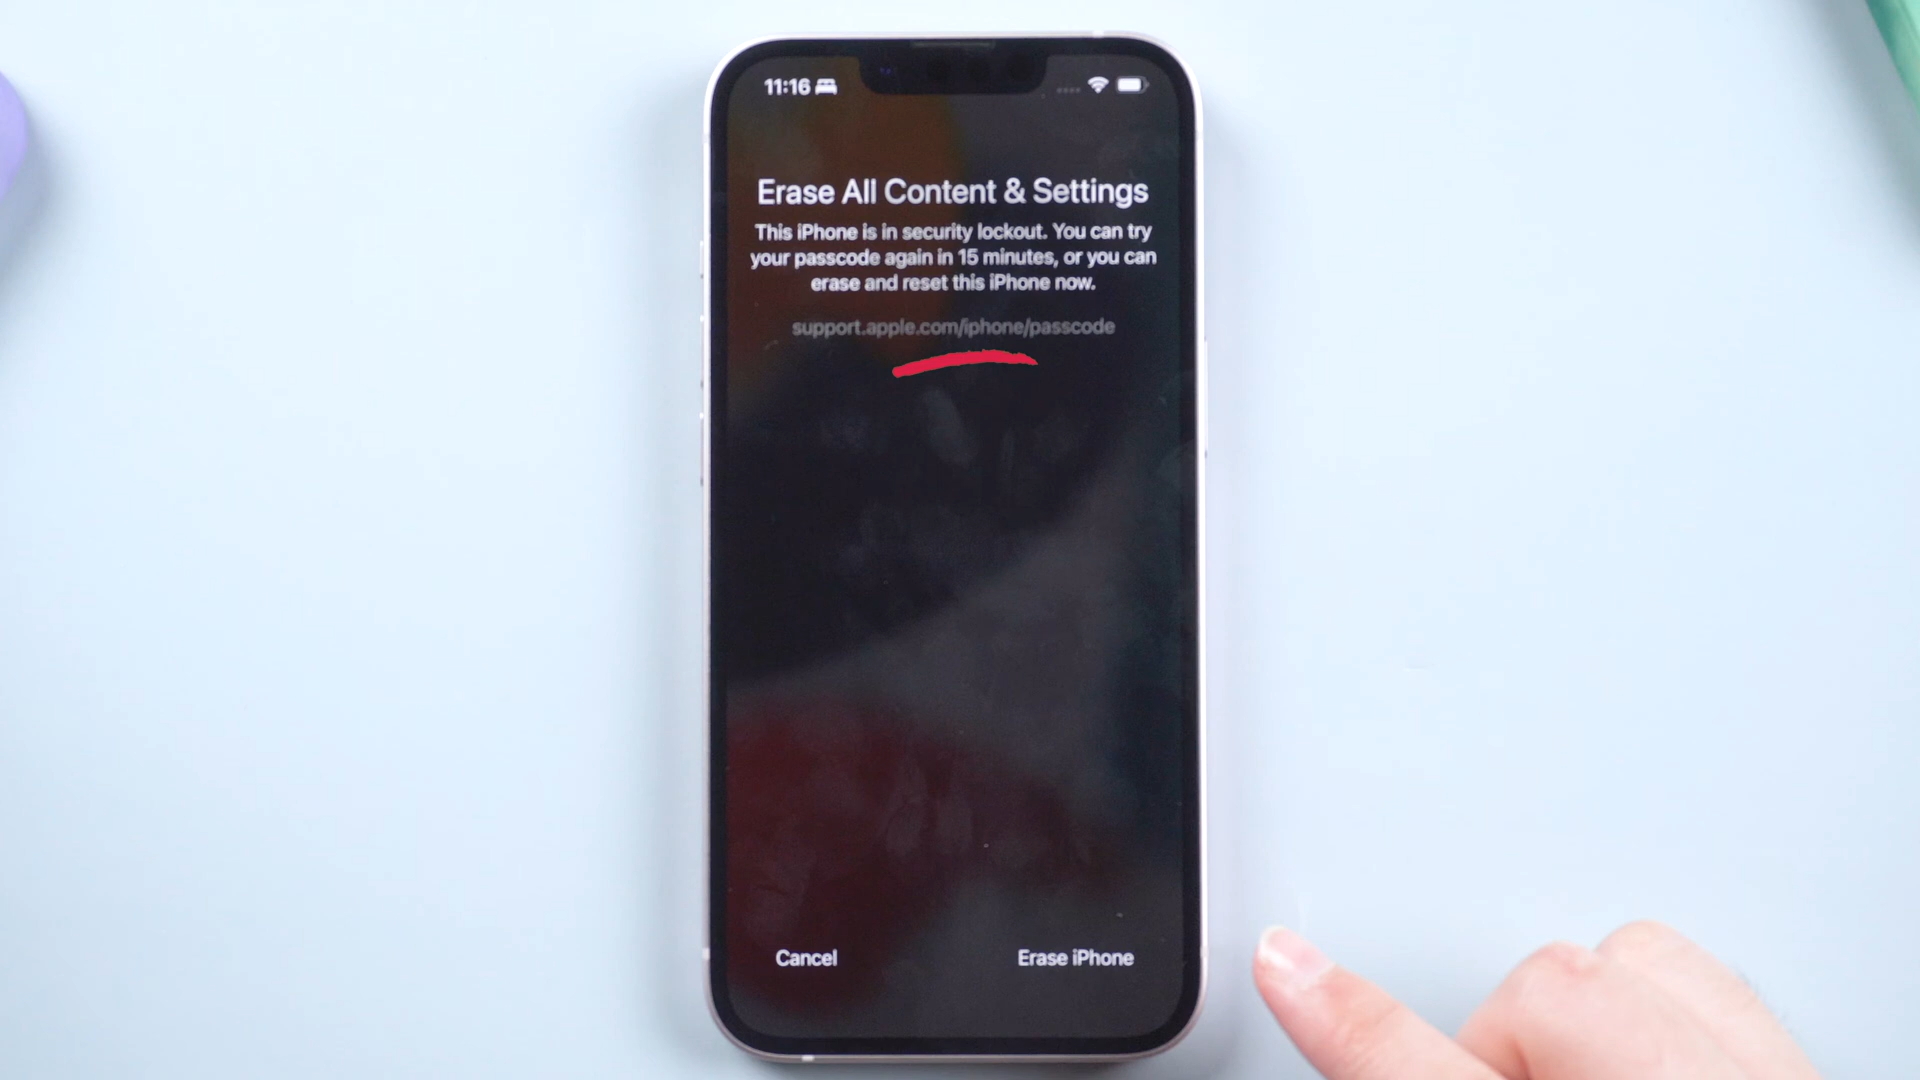 11:16
Erase All Content & Settings
This iPhone is in security lockout. You can try
your passcode again in 15 minutes, or you can
erase and reset this iPhone now.
support.apple.com/iphone/passcode
Cancel
Erase iPhone